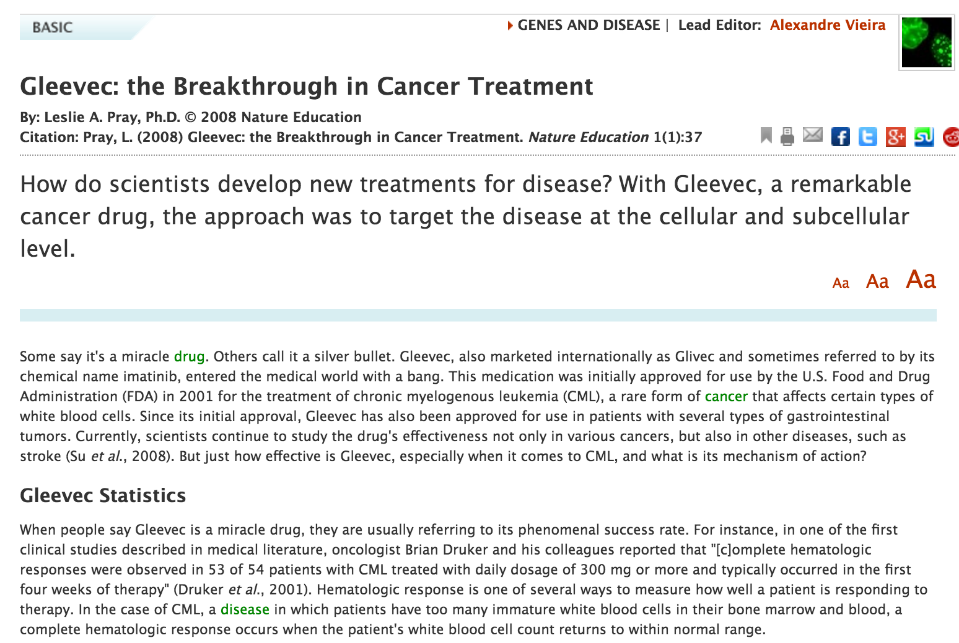 BASIC
GENES AND DISEASE | Lead Editor: Alexandre Vieira
Gleevec: the Breakthrough in Cancer Treatment
By: Leslie A. Pray, Ph.D. © 2008 Nature Education
Citation: Pray, L. (2008) Gleevec: the Breakthrough in Cancer Treatment. Nature Education 1(1):37
How do scientists develop new treatments for disease? With Gleevec, a remarkable
cancer drug, the approach was to target the disease at the cellular and subcellular
level.
Aa Aa Aa
Some say it's a miracle drug. Others call it a silver bullet. Gleevec, also marketed internationally as Glivec and sometimes referred to by its
chemical name imatinib, entered the medical world with a bang. This medication was initially approved for use by the U.S. Food and Drug
Administration (FDA) in 2001 for the treatment of chronic myelogenous leukemia (CML), a rare form of cancer that affects certain types of
white blood cells. Since its initial approval, Gleevec has also been approved for use in patients with several types of gastrointestinal
tumors. Currently, scientists continue to study the drug's effectiveness not only in various cancers, but also in other diseases, such as
stroke (Su et al., 2008). But just how effective is Gleevec, especially when it comes to CML, and what is its mechanism of action?
Gleevec Statistics
When people say Gleevec is a miracle drug, they are usually referring to its phenomenal success rate. For instance, in one of the first
clinical studies described in medical literature, oncologist Brian Druker and his colleagues reported that "[c]omplete hematologic
responses were observed in 53 of 54 patients with CML treated with daily dosage of 300 mg or more and typically occurred in the first
four weeks of therapy" (Druker et al., 2001). Hematologic response is one of several ways to measure how well a patient is responding to
therapy. In the case of CML, a disease in which patients have too many immature white blood cells in their bone marrow and blood, a
complete hematologic response occurs when the patient's white blood cell count returns to within normal range.